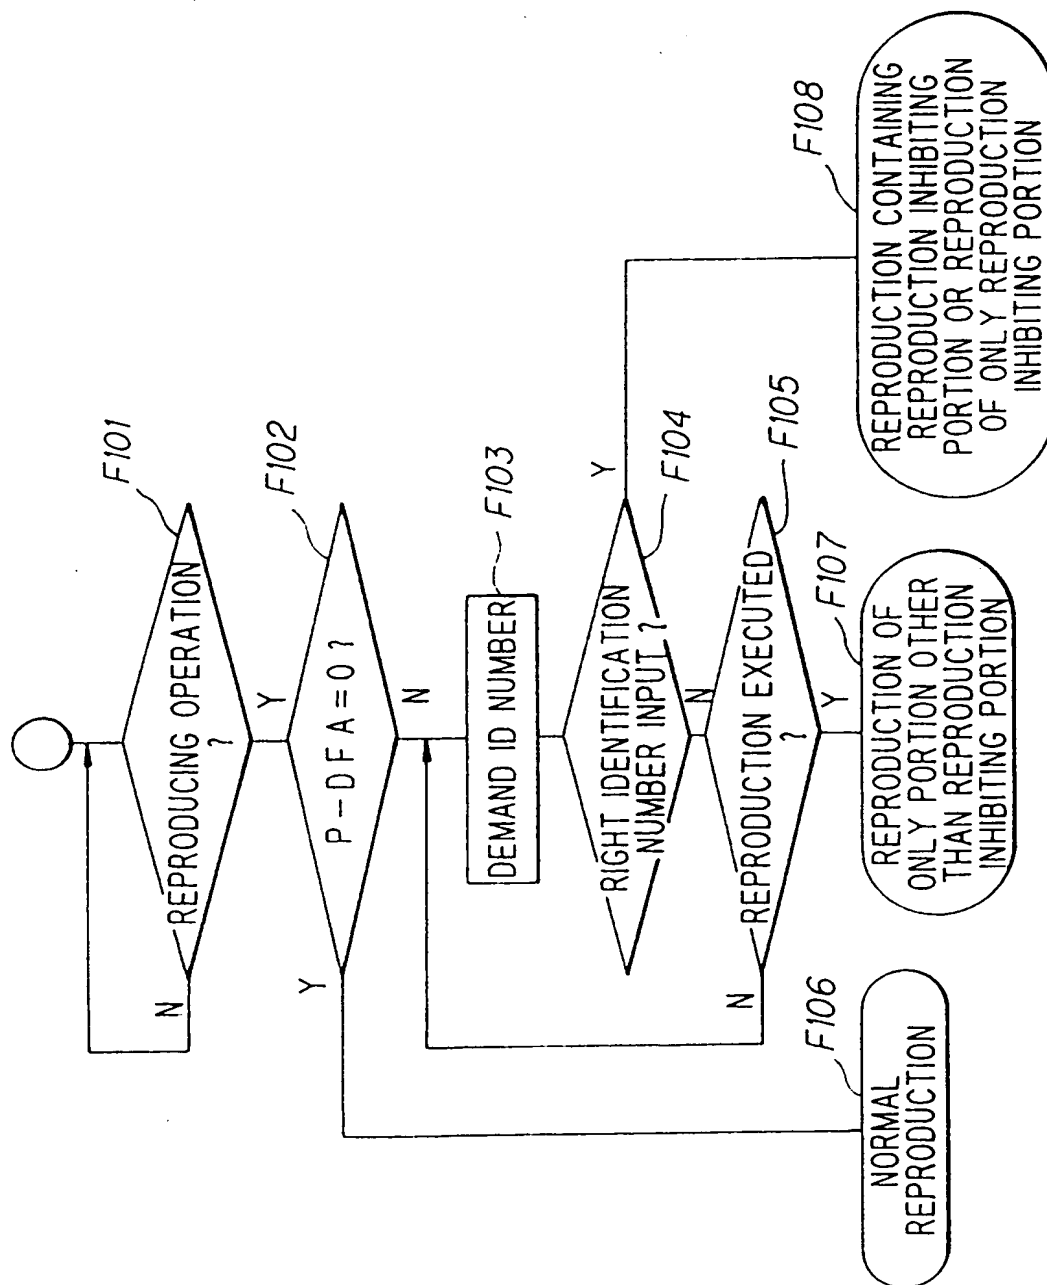 F101
REPRODUCING OPERATION
?
N
Y
F102
P-DFA=0 ?
Y
N
F103
DEMAND ID NUMBER
F104
RIGHT IDENTIFICATION
NUMBER INPUT ?
Y
N
F105
REPRODUCTION EXECUTED
?
N
Y
F106
NORMAL
REPRODUCTION
F107
REPRODUCTION OF
ONLY PORTION OTHER
THAN REPRODUCTION
INHIBITING PORTION
F108
REPRODUCTION CONTAINING
REPRODUCTION INHIBITING
PORTION OR REPRODUCTION
OF ONLY REPRODUCTION
INHIBITING PORTION